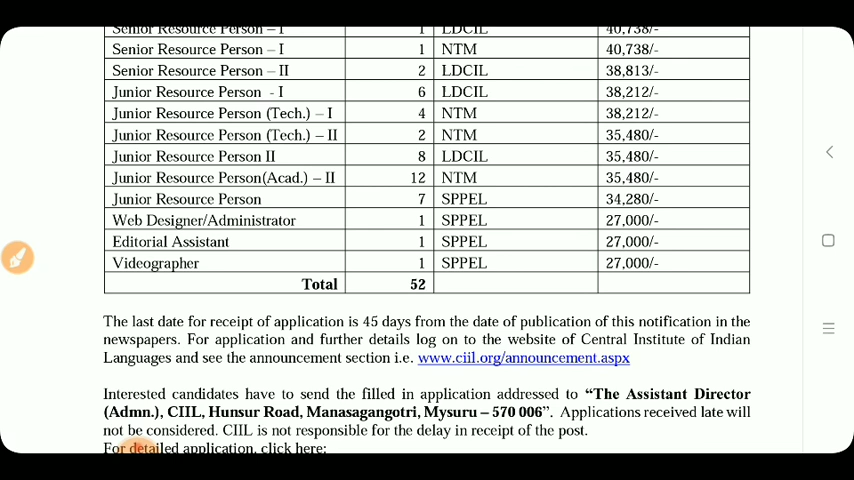 Senior Resource Person – I 1 LDCIL 40,738/-
Senior Resource Person – I 1 NTM 40,738/-
Senior Resource Person – II 2 LDCIL 38,813/-
Junior Resource Person - I 6 LDCIL 38,212/-
Junior Resource Person (Tech.) – I 4 NTM 38,212/-
Junior Resource Person (Tech.) – II 2 NTM 35,480/-
Junior Resource Person II 8 LDCIL 35,480/-
Junior Resource Person(Acad.) – II 12 NTM 35,480/-
Junior Resource Person 7 SPPEL 34,280/-
Web Designer/Administrator 1 SPPEL 27,000/-
Editorial Assistant 1 SPPEL 27,000/-
Videographer 1 SPPEL 27,000/-
Total 52
The last date for receipt of application is 45 days from the date of publication of this notification in the
newspapers. For application and further details log on to the website of Central Institute of Indian
Languages and see the announcement section i.e. www.ciil.org/announcement.aspx
Interested candidates have to send the filled in application addressed to “The Assistant Director
(Admn.), CIIL, Hunsur Road, Manasagangotri, Mysuru – 570 006”. Applications received late will
not be considered. CIIL is not responsible for the delay in receipt of the post.
For detailed application, click here: